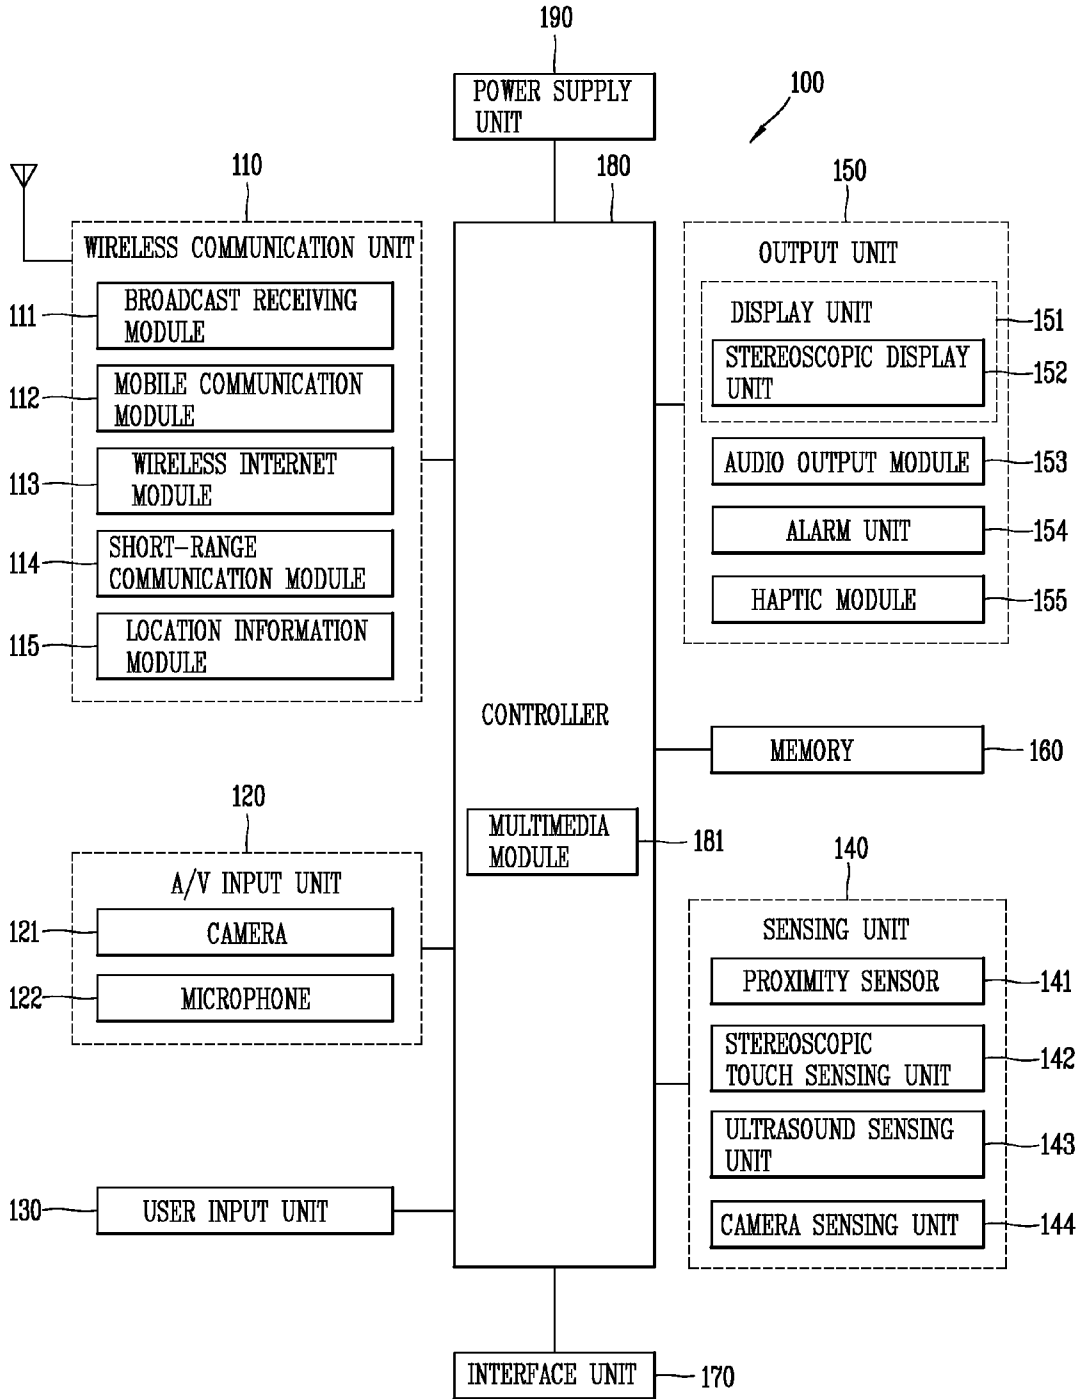 190
POWER SUPPLY
UNIT
100
110
WIRELESS COMMUNICATION UNIT
111
BROADCAST RECEIVING
MODULE
112
MOBILE COMMUNICATION
MODULE
113
WIRELESS INTERNET
MODULE
114
SHORT-RANGE
COMMUNICATION MODULE
115
LOCATION INFORMATION
MODULE
120
A/V INPUT UNIT
121
CAMERA
122
MICROPHONE
130
USER INPUT UNIT
180
CONTROLLER
MULTIMEDIA
MODULE
181
150
OUTPUT UNIT
DISPLAY UNIT
151
STEREOSCOPIC DISPLAY
UNIT
152
AUDIO OUTPUT MODULE
153
ALARM UNIT
154
HAPTIC MODULE
155
MEMORY
160
140
SENSING UNIT
PROXIMITY SENSOR
141
STEREOSCOPIC
TOUCH SENSING UNIT
142
ULTRASOUND SENSING
UNIT
143
CAMERA SENSING UNIT
144
INTERFACE UNIT
170